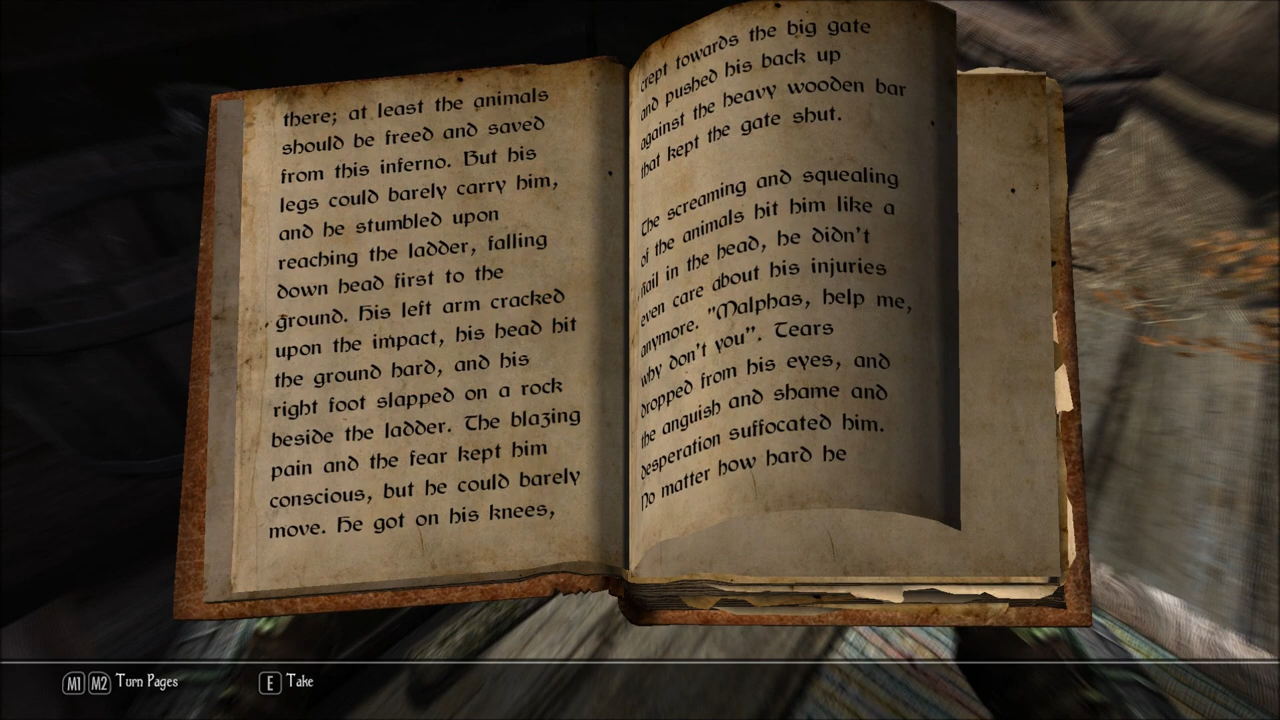 there; at least the animals
should be freed and saved
from this inferno. But his
legs could barely carry him,
and he stumbled upon
reaching the ladder, falling
down head first to the
ground. His left arm cracked
upon the impact, his head hit
the ground hard, and his
right foot slapped on a rock
beside the ladder. The blazing
pain and the fear kept him
conscious, but he could barely
move. He got on his knees,
crept towards the big gate
and pushed his back up
against the heavy wooden bar
that kept the gate shut.
The screaming and squealing
of the animals hit him like a
nail in the head, he didn't
even care about his injuries
anymore. "Malphas, help me,
why don't you". Tears
dropped from his eyes, and
the anguish and shame and
desperation suffocated him.
No matter how hard he
M1 M2 Turn Pages
E Take